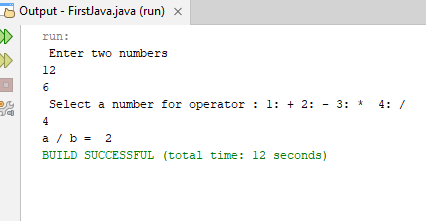 Output - FirstJava.java (run) ×
run:
Enter two numbers
12
6
Select a number for operator : 1: + 2: - 3: * 4: /
4
a / b = 2
BUILD SUCCESSFUL (total time: 12 seconds)